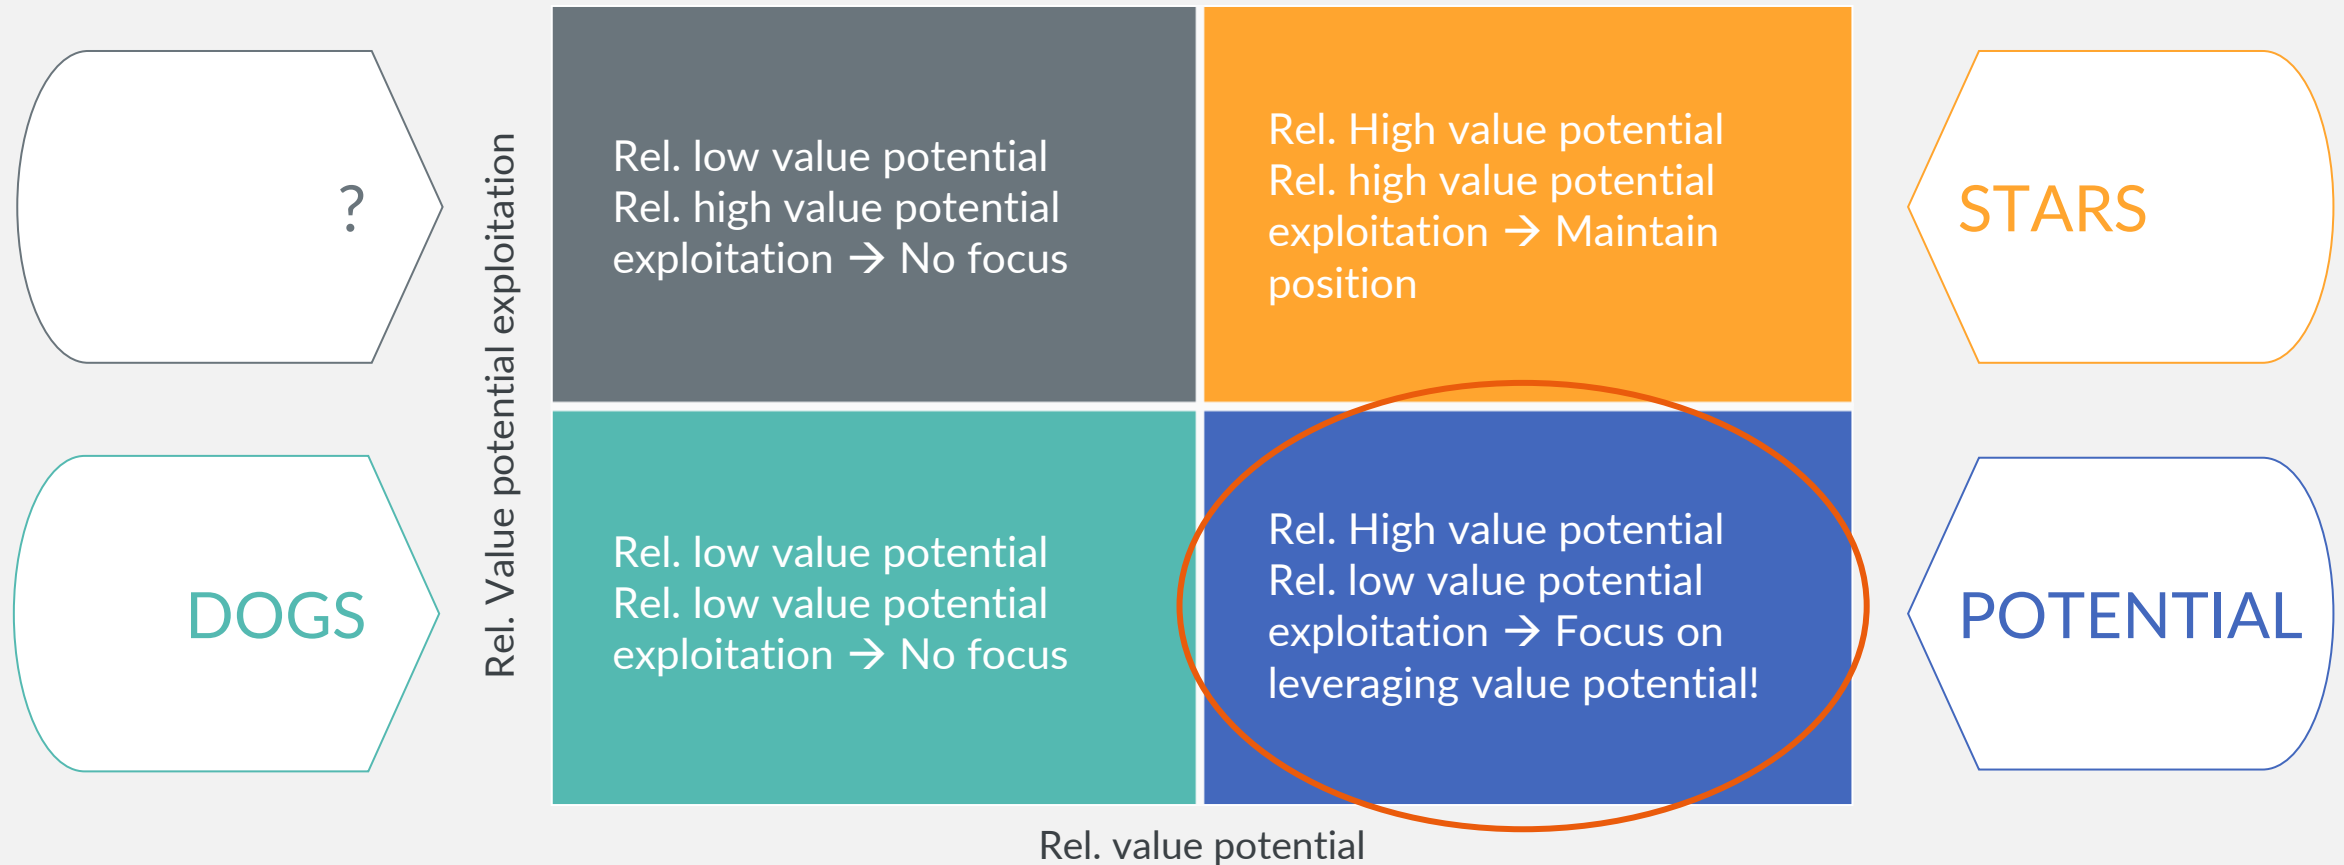 ?
Rel. Value potential exploitation
Rel. low value potential
Rel. high value potential
exploitation → No focus
Rel. High value potential
Rel. high value potential
exploitation → Maintain
position
STARS
DOGS
Rel. low value potential
Rel. low value potential
exploitation → No focus
Rel. High value potential
Rel. low value potential
exploitation → Focus on
leveraging value potential!
POTENTIAL
Rel. value potential